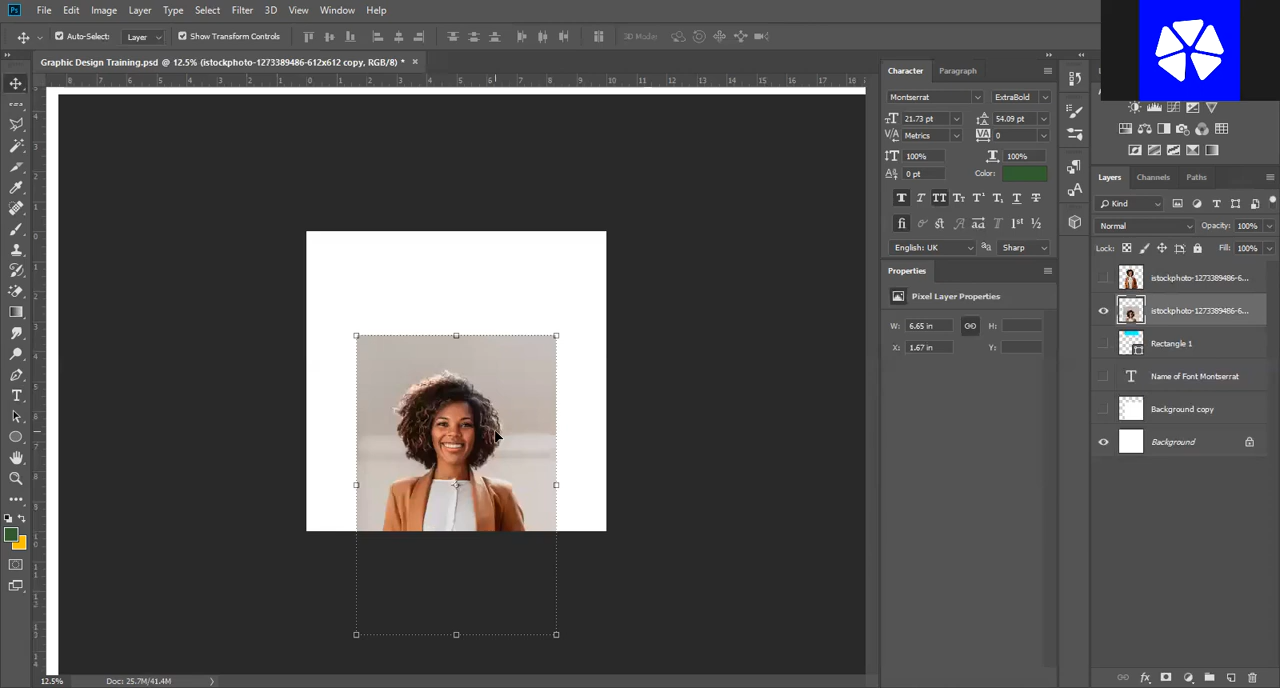 Ps File Edit Image Layer Type Select Filter 3D View Window Help
Auto-Select: Layer Show Transform Controls 3D Mode:
Graphic Design Training.psd @ 12.5% (istockphoto-1273389486-612x612 copy, RGB/8) * ×
Character Paragraph
Montserrat ExtraBold
21.73 pt 54.09 pt
Metrics 0
100% 100%
0 pt Color:
English: UK Sharp
Properties
Pixel Layer Properties
W: 6.65 in H:
X: 1.67 in Y:
Layers Channels Paths
Kind
Normal Opacity: 100%
Lock: Fill: 100%
istockphoto-1273389486-6...
istockphoto-1273389486-6...
Rectangle 1
Name of Font Montserrat
Background copy
Background
12.5% Doc: 25.7M/41.4M